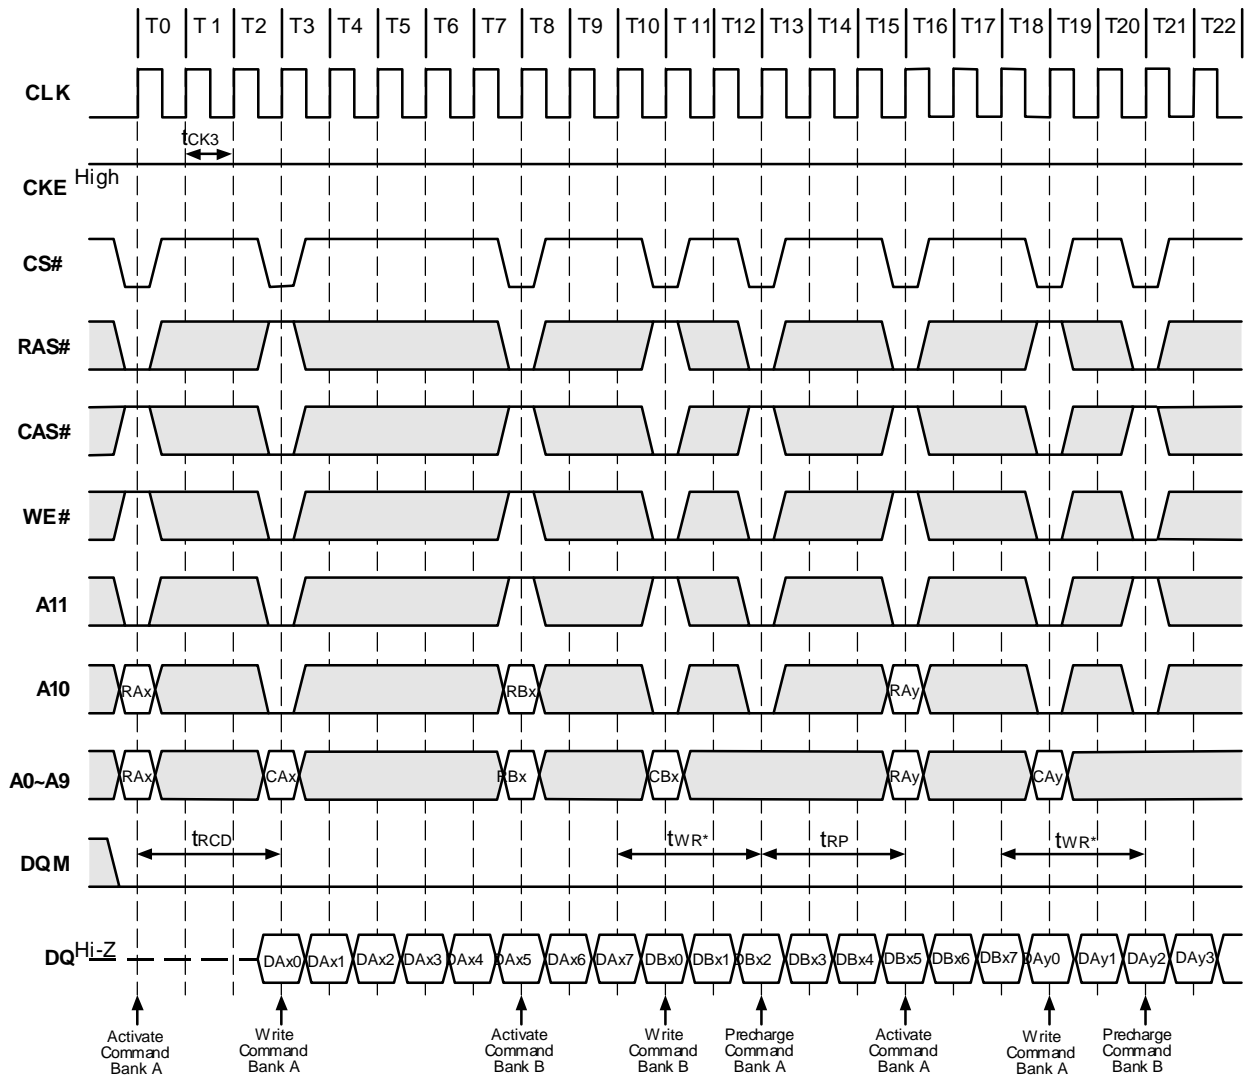 T0 T1 T2 T3 T4 T5 T6 T7 T8 T9 T10 T11 T12 T13 T14 T15 T16 T17 T18 T19 T20 T21 T22
CLK
tCK3
CKE High
CS#
RAS#
CAS#
WE#
A11
A10 RAx RBx RAy
A0~A9 RAx CAx RBx CBx RAy CAy
DQM tRCD tWR* tRP tWR*
DQ Hi-Z DAx0 DAx1 DAx2 DAx3 DAx4 DAx5 DAx6 DAx7 DBx0 DBx1 DBx2 DBx3 DBx4 DBx5 DBx6 DBx7 DAy0 DAy1 DAy2 DAy3
Activate Write Activate Write Precharge Activate Write Precharge
Command Command Command Command Command Command Command Command
Bank A Bank A Bank B Bank B Bank A Bank A Bank A Bank B